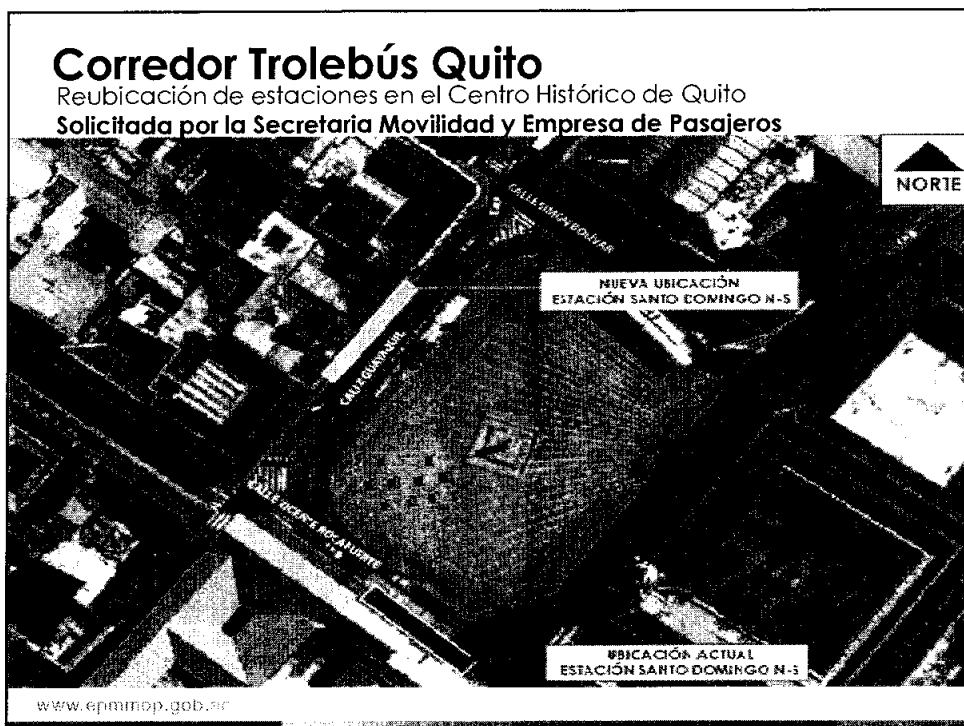 Corredor Trolebús Quito
Reubicación de estaciones en el Centro Histórico de Quito
Solicitada por la Secretaria Movilidad y Empresa de Pasajeros
NORTE
CALLE SIMÓN BOLÍVAR
NUEVA UBICACIÓN
ESTACIÓN SANTO DOMINGO N-S
CALLE GUAYAQUIL
CALLE VICENTE ROCAFUERTE
UBICACIÓN ACTUAL
ESTACIÓN SANTO DOMINGO N-S
www.epmmop.gob.ec